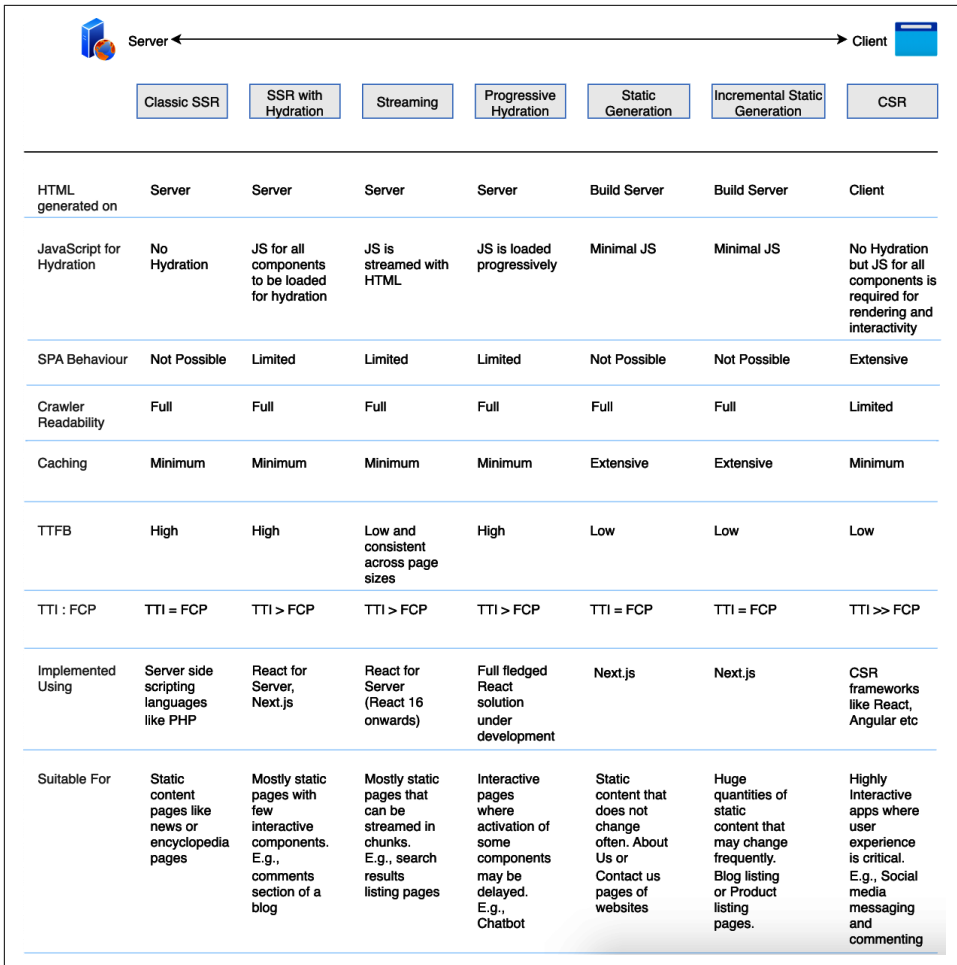 Server
Client
Classic SSR
SSR with
Hydration
Streaming
Progressive
Hydration
Static
Generation
Incremental Static
Generation
CSR
HTML
generated on
Server
Server
Server
Server
Build Server
Build Server
Client
JavaScript for
Hydration
No
Hydration
JS for all
components
to be loaded
for hydration
JS is
streamed with
HTML
JS is loaded
progressively
Minimal JS
Minimal JS
No Hydration
but JS for all
components is
required for
rendering and
interactivity
SPA Behaviour
Not Possible
Limited
Limited
Limited
Not Possible
Not Possible
Extensive
Crawler
Readability
Full
Full
Full
Full
Full
Full
Limited
Caching
Minimum
Minimum
Minimum
Minimum
Extensive
Extensive
Minimum
TTFB
High
High
Low and
consistent
across page
sizes
High
Low
Low
Low
TTI : FCP
TTI = FCP
TTI > FCP
TTI > FCP
TTI > FCP
TTI = FCP
TTI = FCP
TTI >> FCP
Implemented
Using
Server side
scripting
languages
like PHP
React for
Server,
Next.js
React for
Server
(React 16
onwards)
Full fledged
React
solution
under
development
Next.js
Next.js
CSR
frameworks
like React,
Angular etc
Suitable For
Static
content
pages like
news or
encyclopedia
pages
Mostly static
pages with
few
interactive
components.
E.g.,
comments
section of a
blog
Mostly static
pages that
can be
streamed in
chunks.
E.g., search
results
listing pages
Interactive
pages
where
activation of
some
components
may be
delayed.
E.g.,
Chatbot
Static
content that
does not
change
often. About
Us or
Contact us
pages of
websites
Huge
quantities of
static
content that
may change
frequently.
Blog listing
or Product
listing
pages.
Highly
Interactive
apps where
user
experience
is critical.
E.g., Social
media
messaging
and
commenting